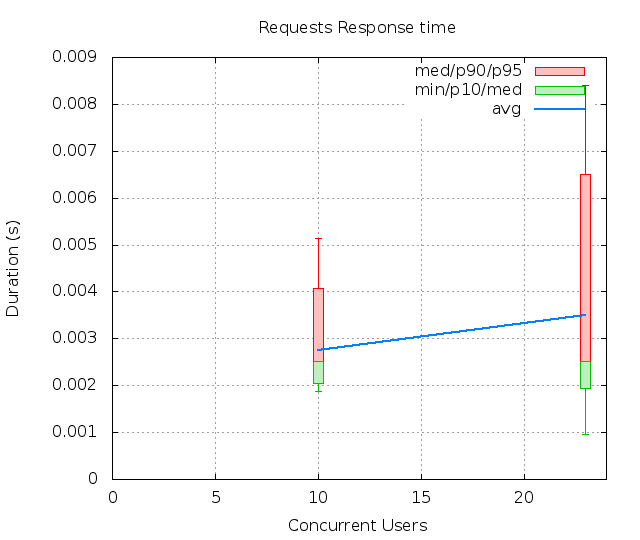 Requests Response time
0.009
0.008
0.007
0.006
0.005
0.004
0.003
0.002
0.001
0
Duration (s)
med/p90/p95
min/p10/med
avg
0 5 10 15 20
Concurrent Users